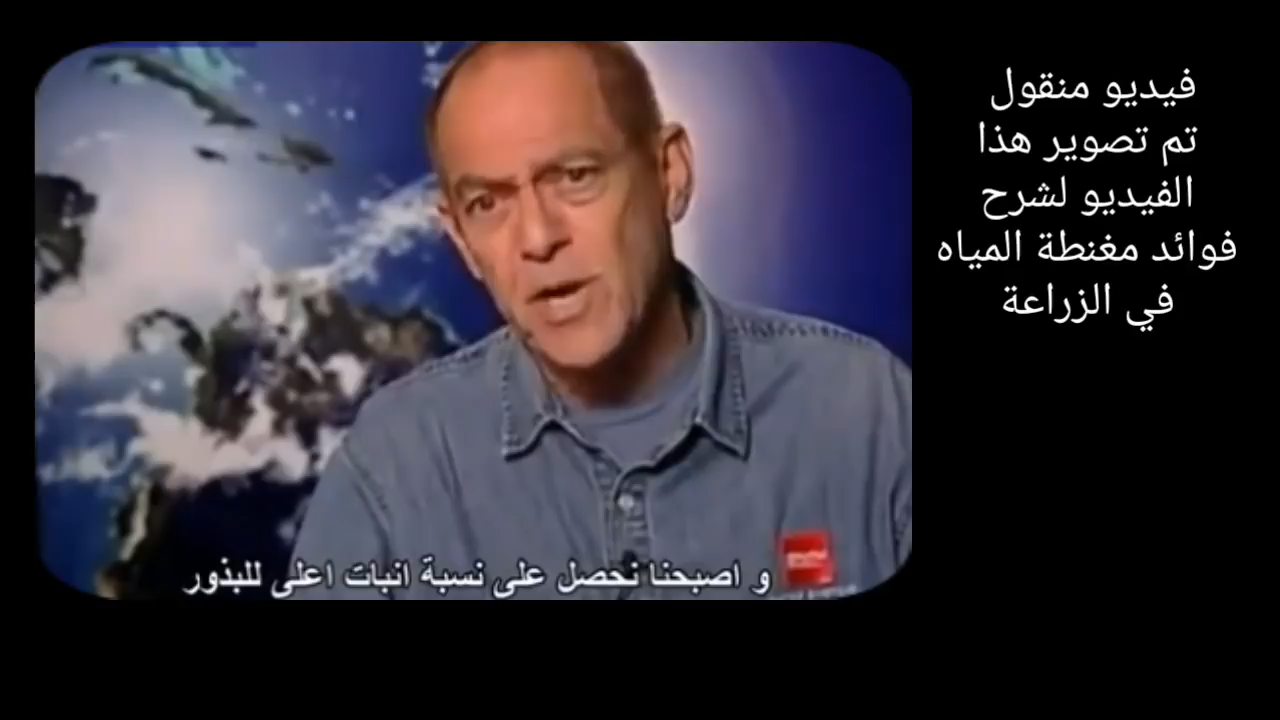 فيديو منقول
تم تصوير هذا
الفيديو لشرح
فوائد مغنطة المياه
في الزراعة
و اصبحنا نحصل على نسبة انبات اعلى للبذور